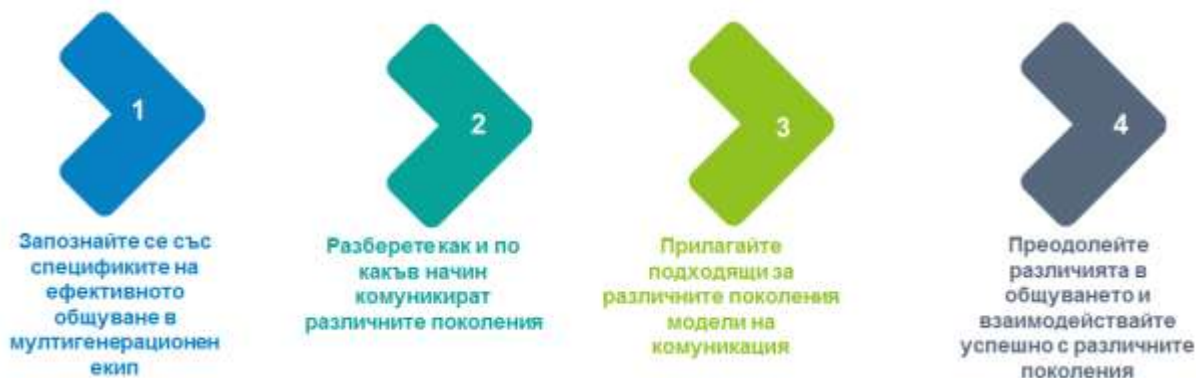 1
Запознайте се със
спецификите на
ефективното
общуване в
мултигенерационен
екип
2
Разберете как и по
какъв начин
комуникират
различните поколения
3
Прилагайте
подходящи за
различните поколения
модели на
комуникация
4
Преодолейте
различията в
общуването и
взаимодействайте
успешно с различните
поколения